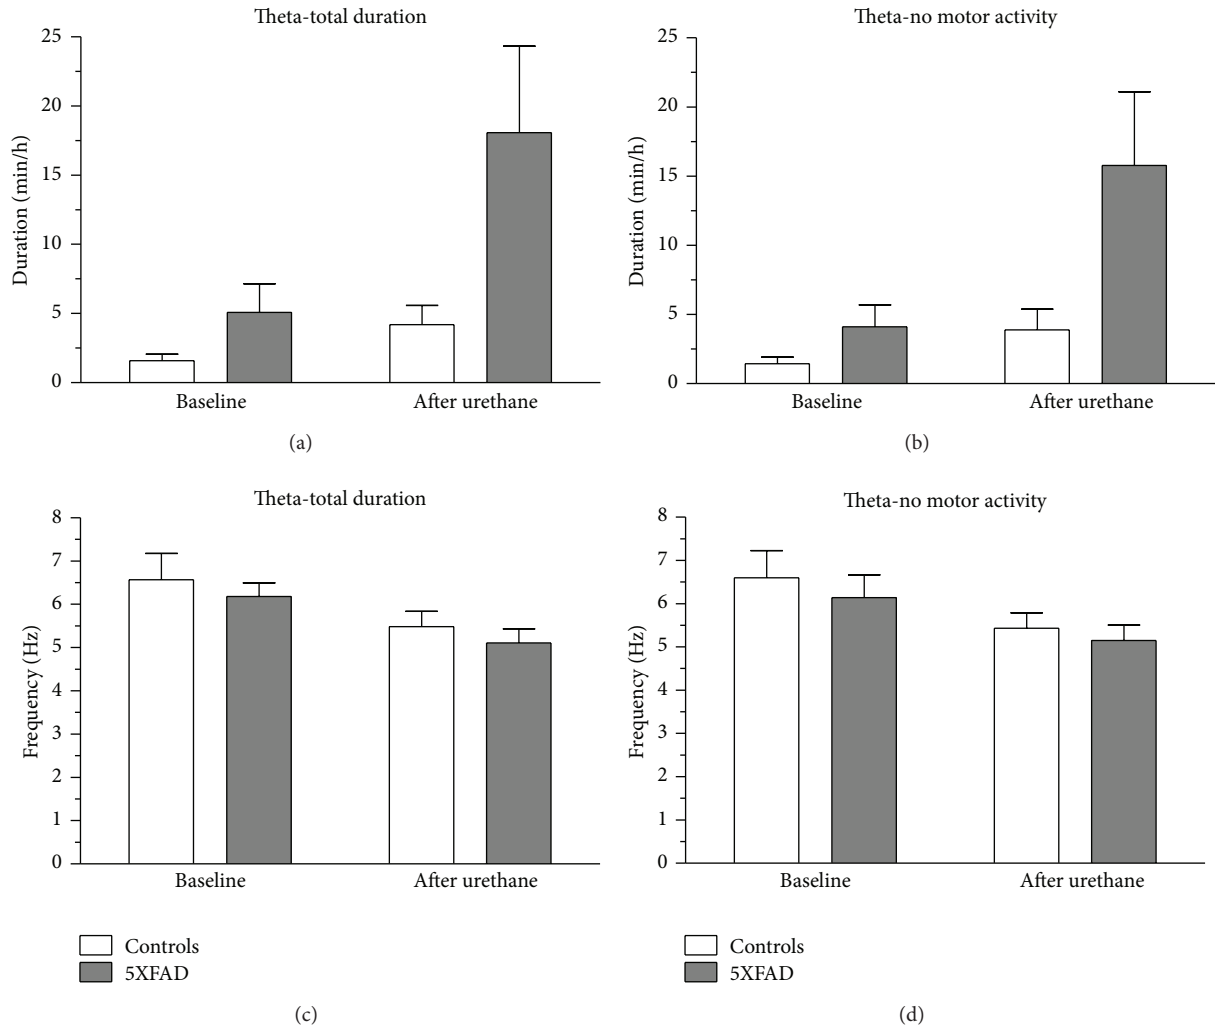 Theta-total duration
25
20
15
10
5
0
Duration (min/h)
Baseline
After urethane
(a)
Theta-no motor activity
25
20
15
10
5
0
Duration (min/h)
Baseline
After urethane
(b)
Theta-total duration
8
7
6
5
4
3
2
1
0
Frequency (Hz)
Baseline
After urethane
Controls
5XFAD
(c)
Theta-no motor activity
8
7
6
5
4
3
2
1
0
Frequency (Hz)
Baseline
After urethane
Controls
5XFAD
(d)